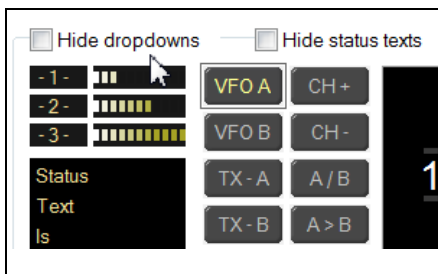 Hide dropdowns Hide status texts
- 1 - VFO A CH +
- 2 -
- 3 - VFO B CH -
Status TX - A A / B 1
Text
Is TX - B A > B